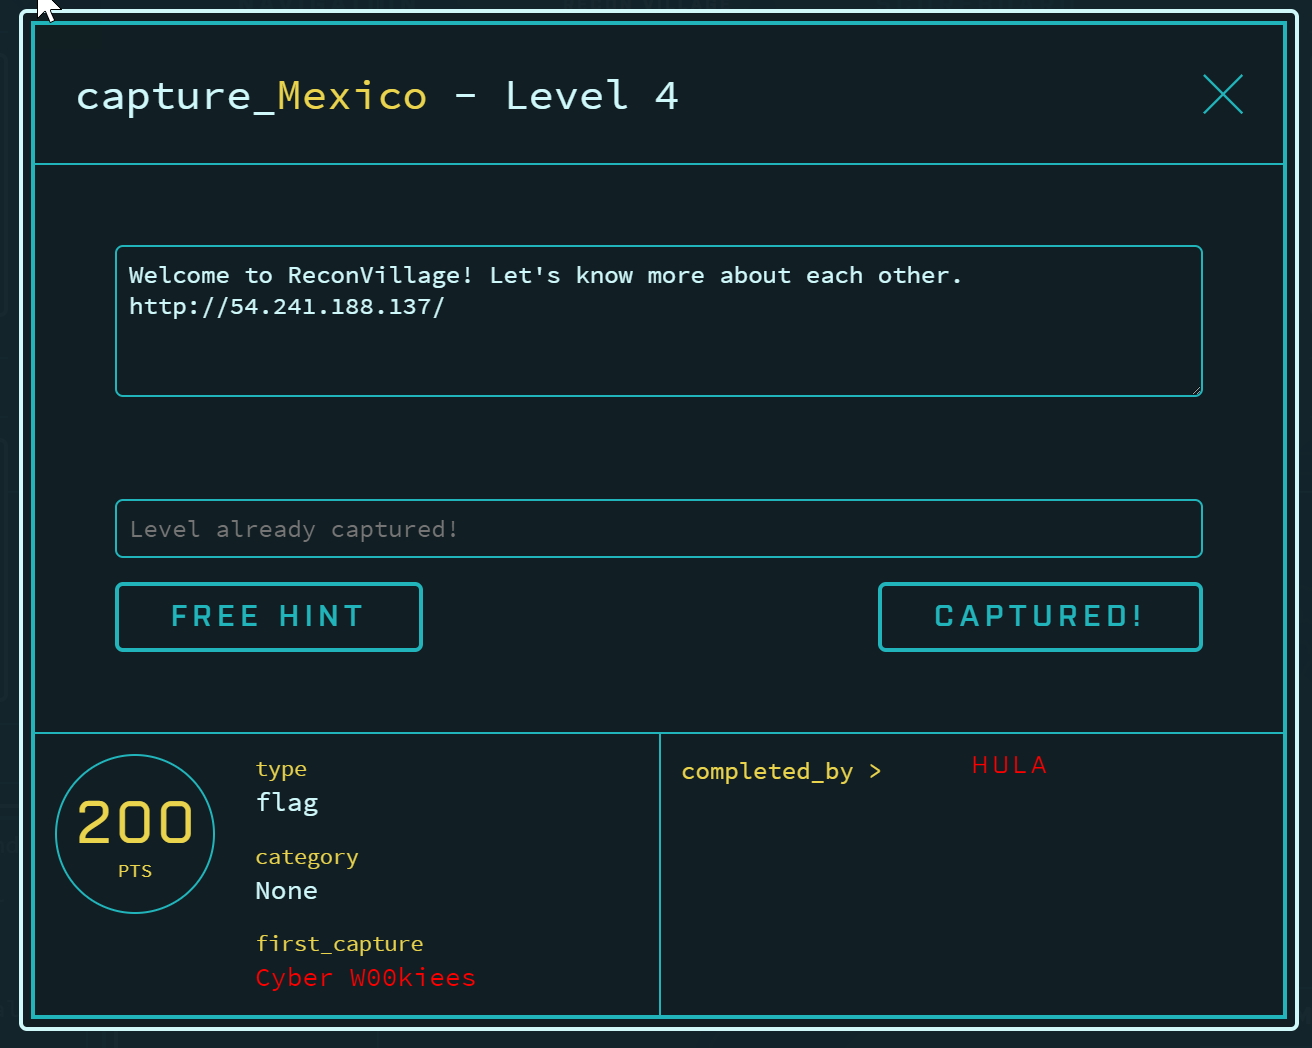 capture_Mexico - Level 4
Welcome to ReconVillage! Let's know more about each other.
http://54.241.188.137/
Level already captured!
FREE HINT
CAPTURED!
200
PTS
type
flag
category
None
first_capture
Cyber W00kiees
completed_by >
HULA